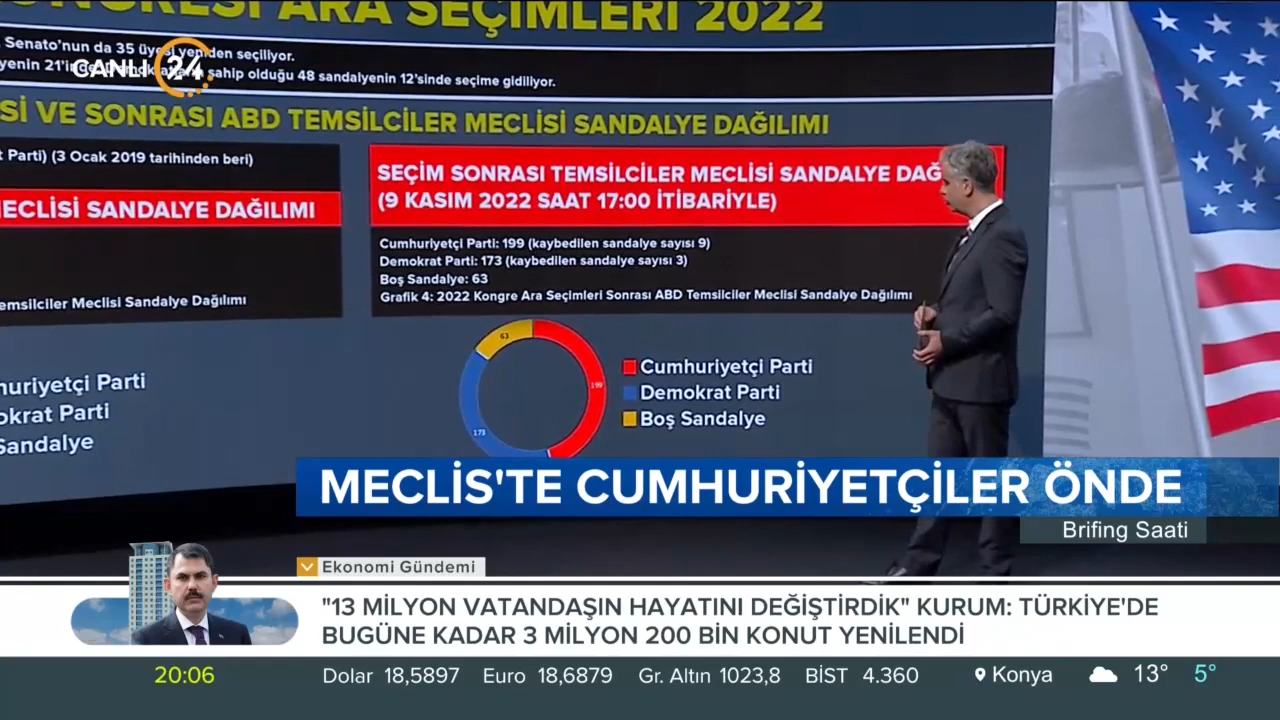 NGRESİ ARA SEÇİMLERİ 2022
Senato'nun da 35 üyesi yeniden seçiliyor.
sahip olduğu 48 sandalyenin 12'sinde seçime gidiliyor.
CANLI 24
Sİ VE SONRASI ABD TEMSİLCİLER MECLİSİ SANDALYE DAĞILIMI
t Parti) (3 Ocak 2019 tarihinden beri)
MECLİSİ SANDALYE DAĞILIMI
emsilciler Meclisi Sandalye Dağılımı
SEÇİM SONRASI TEMSİLCİLER MECLİSİ SANDALYE DAĞ
(9 KASIM 2022 SAAT 17:00 İTİBARİYLE)
Cumhuriyetçi Parti: 199 (kaybedilen sandalye sayısı 9)
Demokrat Parti: 173 (kaybedilen sandalye sayısı 3)
Boş Sandalye: 63
Grafik 4: 2022 Kongre Ara Seçimleri Sonrası ABD Temsilciler Meclisi Sandalye Dağılımı
huriyetçi Parti
okrat Parti
Sandalye
63
199
173
Cumhuriyetçi Parti
Demokrat Parti
Boş Sandalye
MECLİS'TE CUMHURİYETÇİLER ÖNDE
Brifing Saati
Ekonomi Gündemi
"13 MİLYON VATANDAŞIN HAYATINI DEĞİŞTİRDİK" KURUM: TÜRKİYE'DE
BUGÜNE KADAR 3 MİLYON 200 BİN KONUT YENİLENDİ
20:06 Dolar 18,5897 Euro 18,6879 Gr. Altın 1023,8 BİST 4.360 Konya 13° 5°